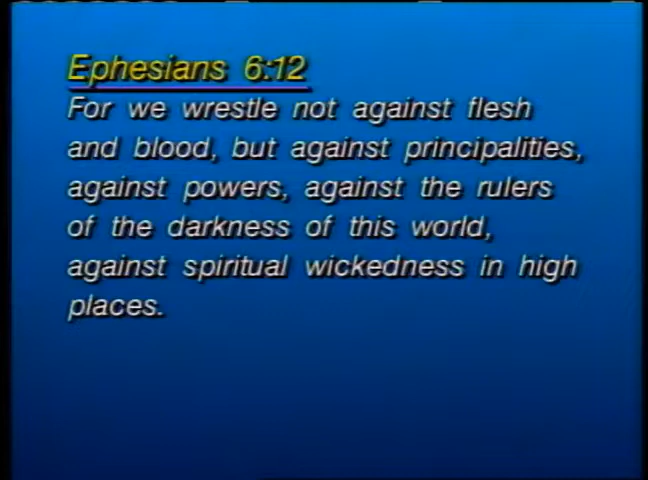 Ephesians 6:12
For we wrestle not against flesh
and blood, but against principalities,
against powers, against the rulers
of the darkness of this world,
against spiritual wickedness in high
places.